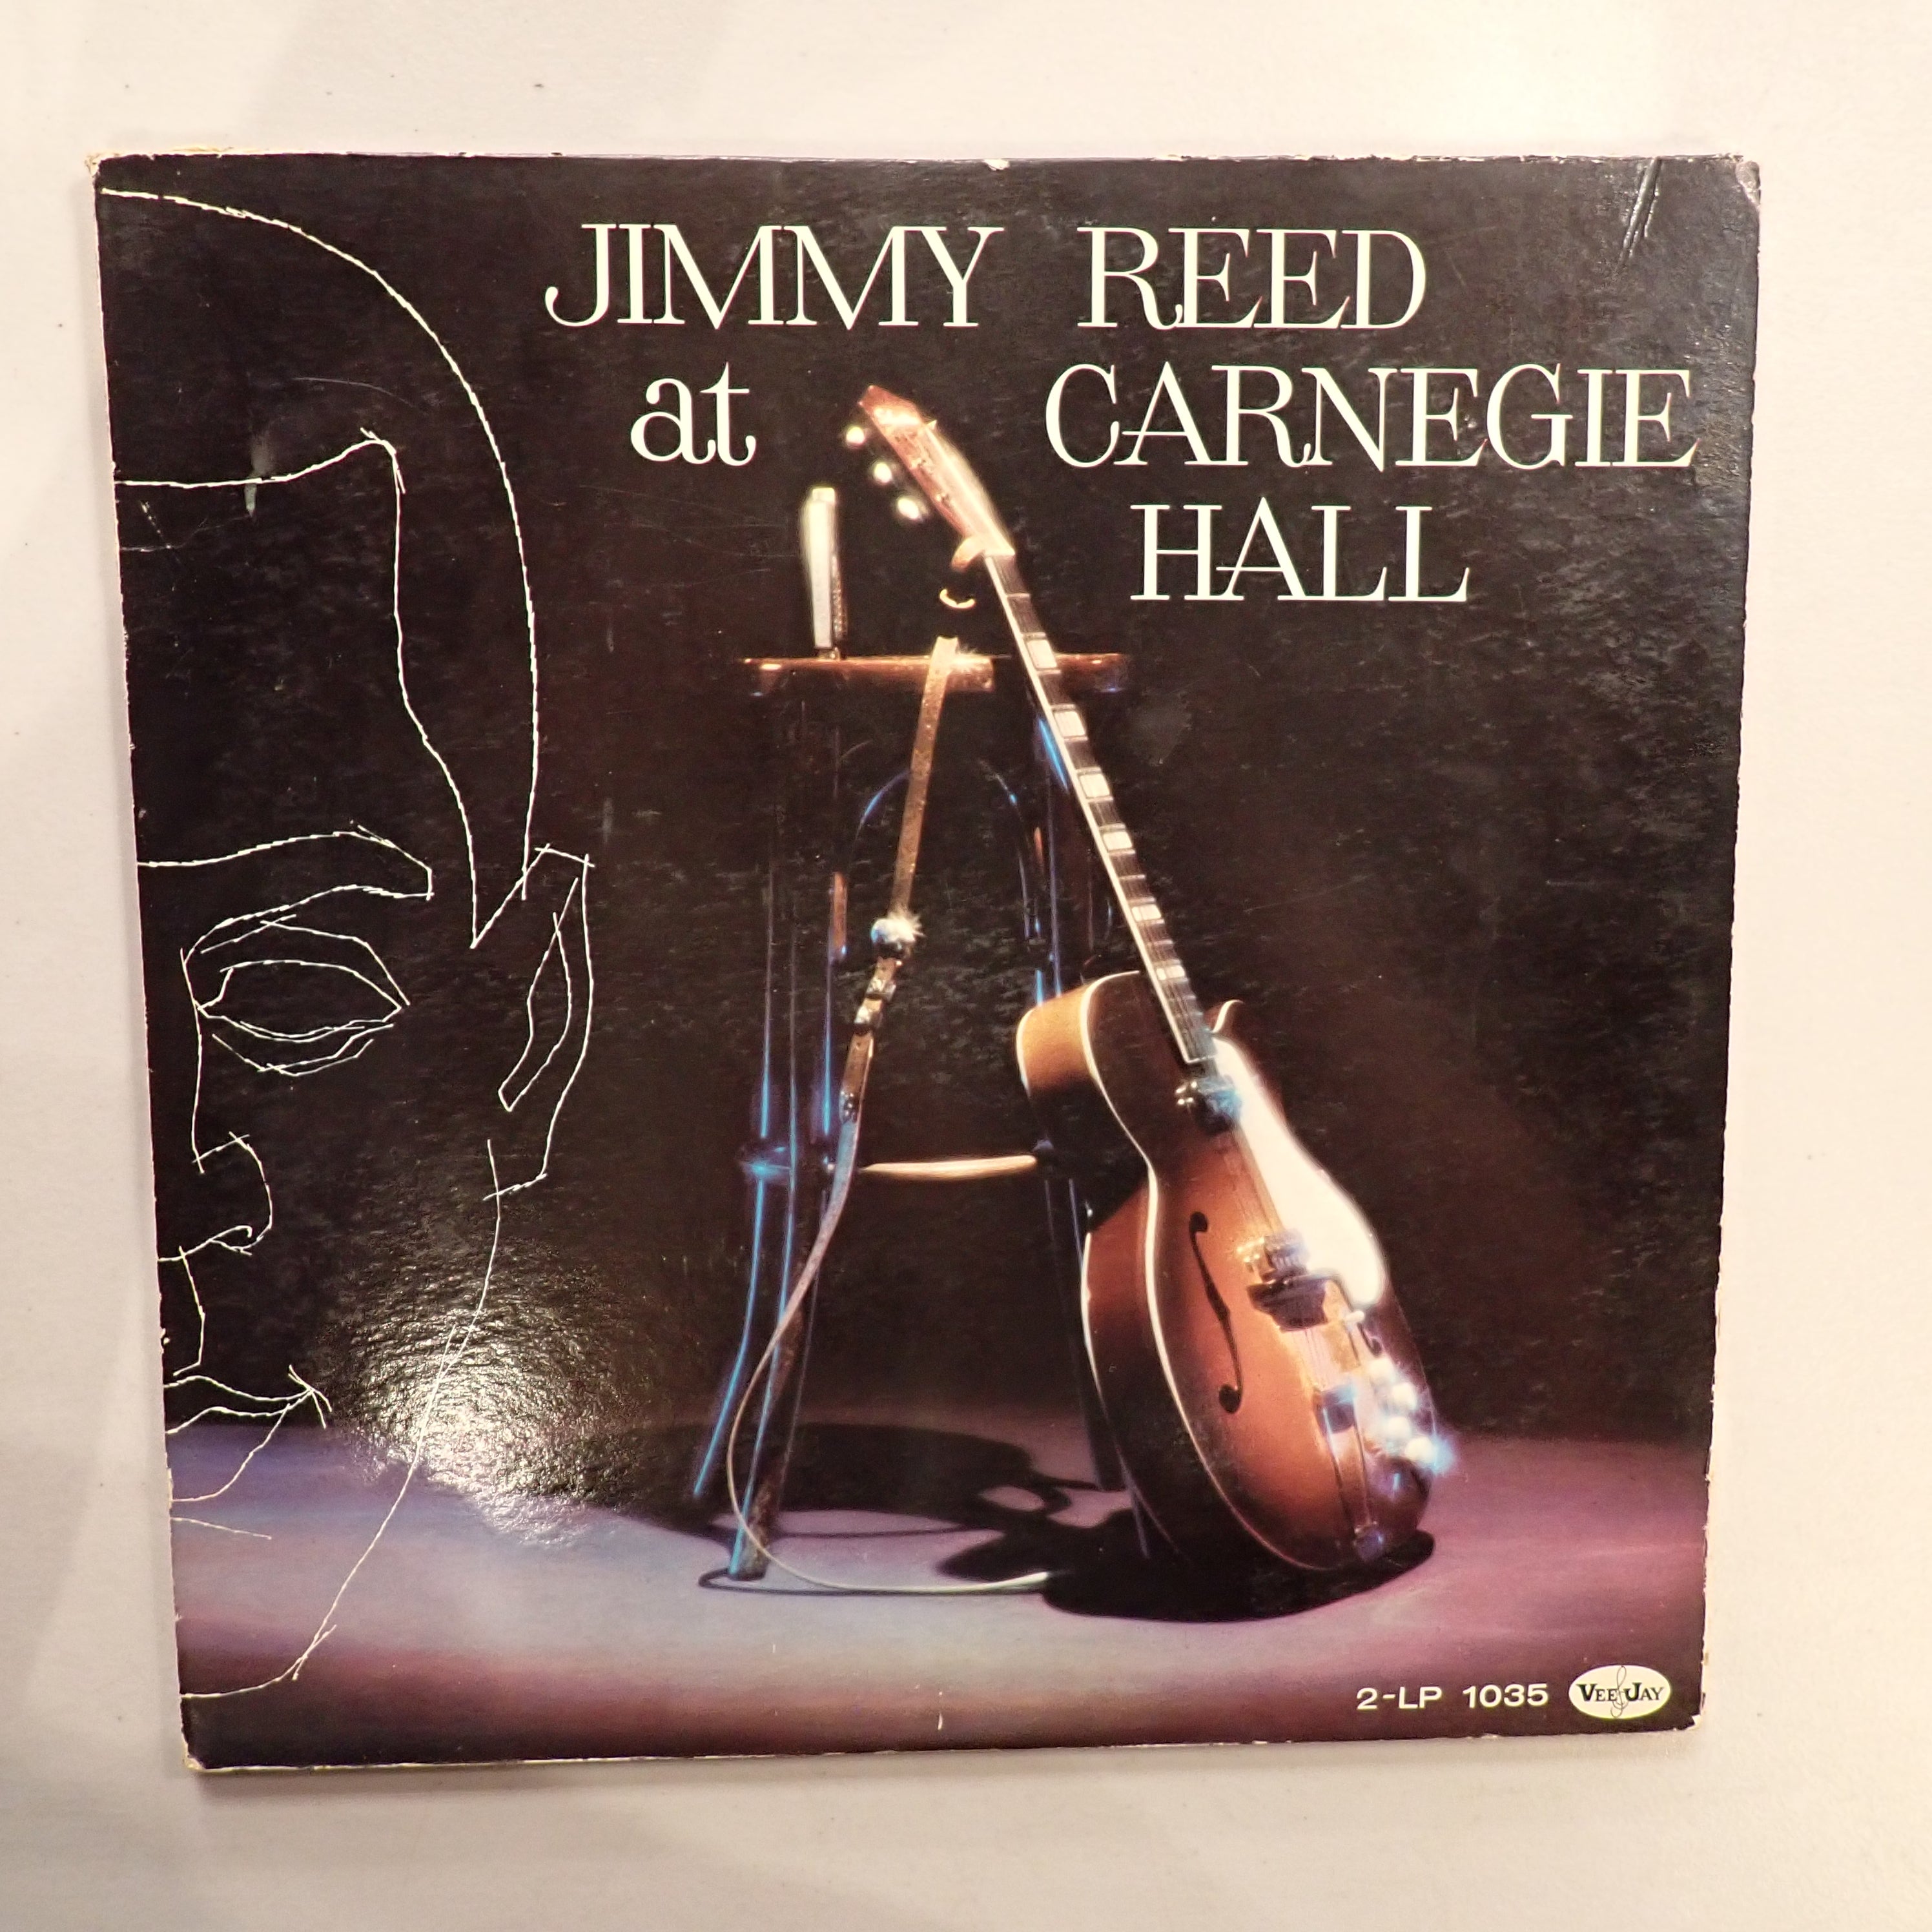 JIMMY REED
at CARNEGIE
HALL
2-LP 1035 VEE JAY